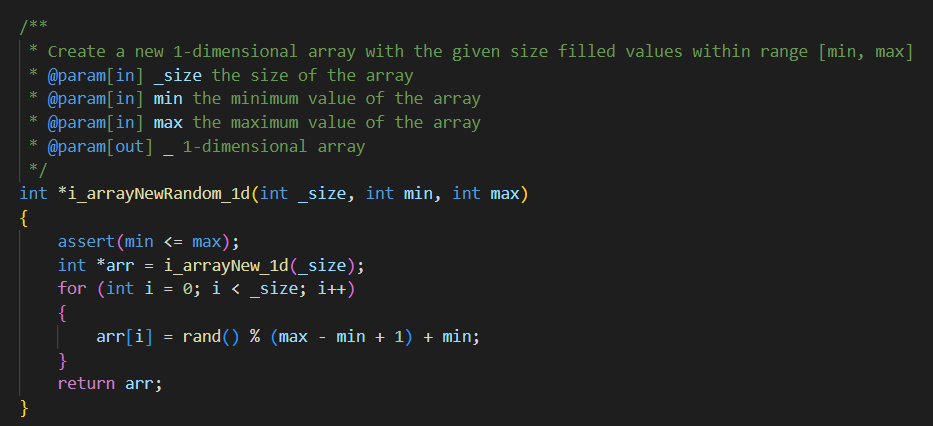 /**
 * Create a new 1-dimensional array with the given size filled values within range [min, max]
 * @param[in] _size the size of the array
 * @param[in] min the minimum value of the array
 * @param[in] max the maximum value of the array
 * @param[out] _ 1-dimensional array
 */
int *i_arrayNewRandom_1d(int _size, int min, int max)
{
    assert(min <= max);
    int *arr = i_arrayNew_1d(_size);
    for (int i = 0; i < _size; i++)
    {
        arr[i] = rand() % (max - min + 1) + min;
    }
    return arr;
}